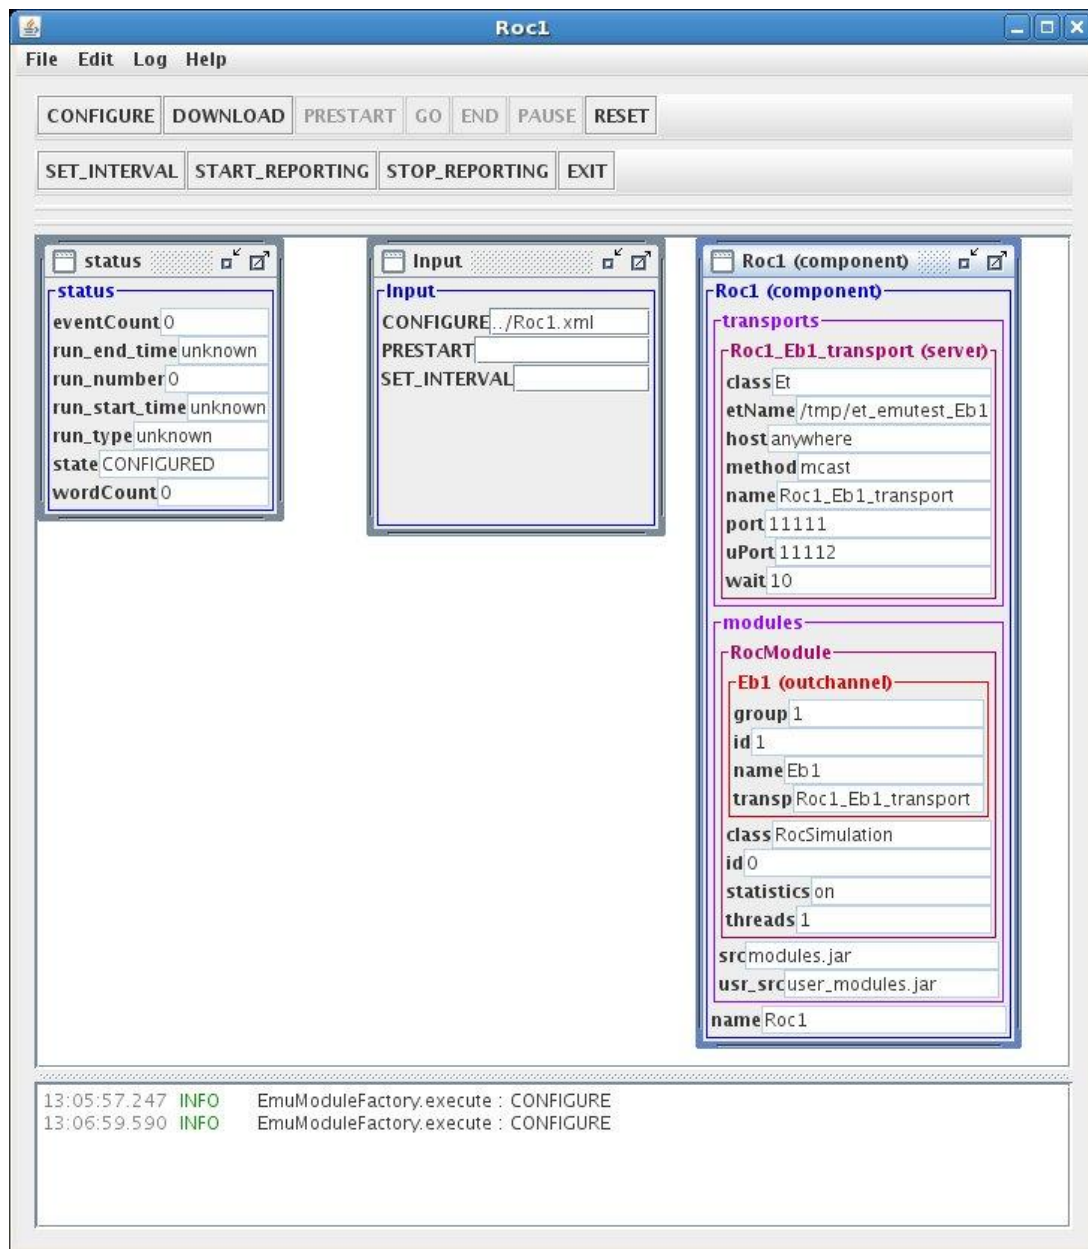 Roc1
File Edit Log Help
CONFIGURE DOWNLOAD PRESTART GO END PAUSE RESET
SET_INTERVAL START_REPORTING STOP_REPORTING EXIT
status
status
eventCount 0
run_end_time unknown
run_number 0
run_start_time unknown
run_type unknown
state CONFIGURED
wordCount 0
Input
Input
CONFIGURE ../Roc1.xml
PRESTART
SET_INTERVAL
Roc1 (component)
Roc1 (component)
transports
Roc1_Eb1_transport (server)
class Et
etName /tmp/et_emutest_Eb1
host anywhere
method mcast
name Roc1_Eb1_transport
port 11111
uPort 11112
wait 10
modules
RocModule
Eb1 (outchannel)
group 1
id 1
name Eb1
transp Roc1_Eb1_transport
class RocSimulation
id 0
statistics on
threads 1
src modules.jar
usr_src user_modules.jar
name Roc1
13:05:57.247 INFO EmuModuleFactory.execute : CONFIGURE
13:06:59.590 INFO EmuModuleFactory.execute : CONFIGURE